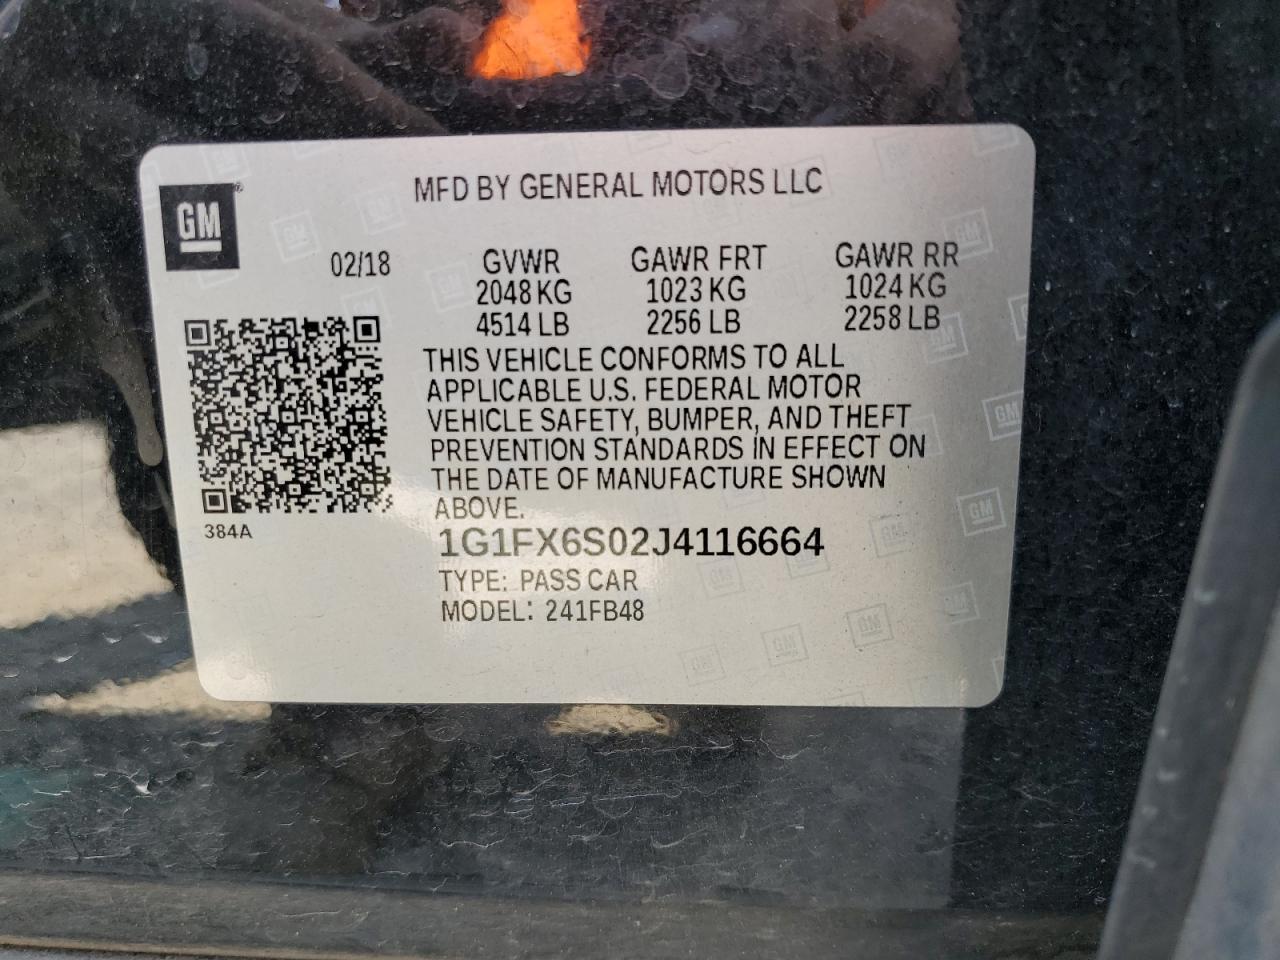 MFD BY GENERAL MOTORS LLC
GM®
02/18
GVWR GAWR FRT GAWR RR
2048 KG 1023 KG 1024 KG
4514 LB 2256 LB 2258 LB
THIS VEHICLE CONFORMS TO ALL
APPLICABLE U.S. FEDERAL MOTOR
VEHICLE SAFETY, BUMPER, AND THEFT
PREVENTION STANDARDS IN EFFECT ON
THE DATE OF MANUFACTURE SHOWN
ABOVE.
384A
1G1FX6S02J4116664
TYPE: PASS CAR
MODEL: 241FB48